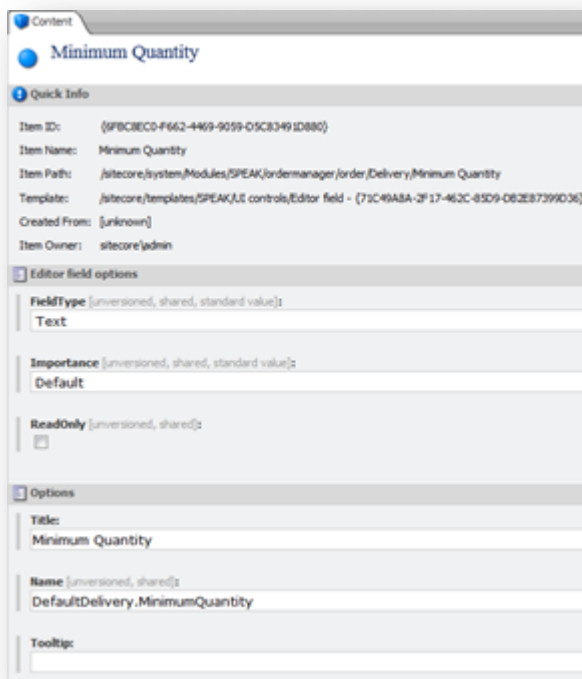 Content
Minimum Quantity
Quick Info
Item ID: {6FBC8EC0-F662-4469-9059-D5C83491D880}
Item Name: Minimum Quantity
Item Path: /sitecore/system/Modules/SPEAK/ordermanager/order/Delivery/Minimum Quantity
Template: /sitecore/templates/SPEAK/UI controls/Editor field - {71C49A8A-2F17-462C-85D9-DB2E87399D36}
Created From: [unknown]
Item Owner: sitecore\admin
Editor field options
FieldType [unversioned, shared, standard value]:
Text
Importance [unversioned, shared, standard value]:
Default
ReadOnly [unversioned, shared]:
Options
Title:
Minimum Quantity
Name [unversioned, shared]:
DefaultDelivery.MinimumQuantity
Tooltip: